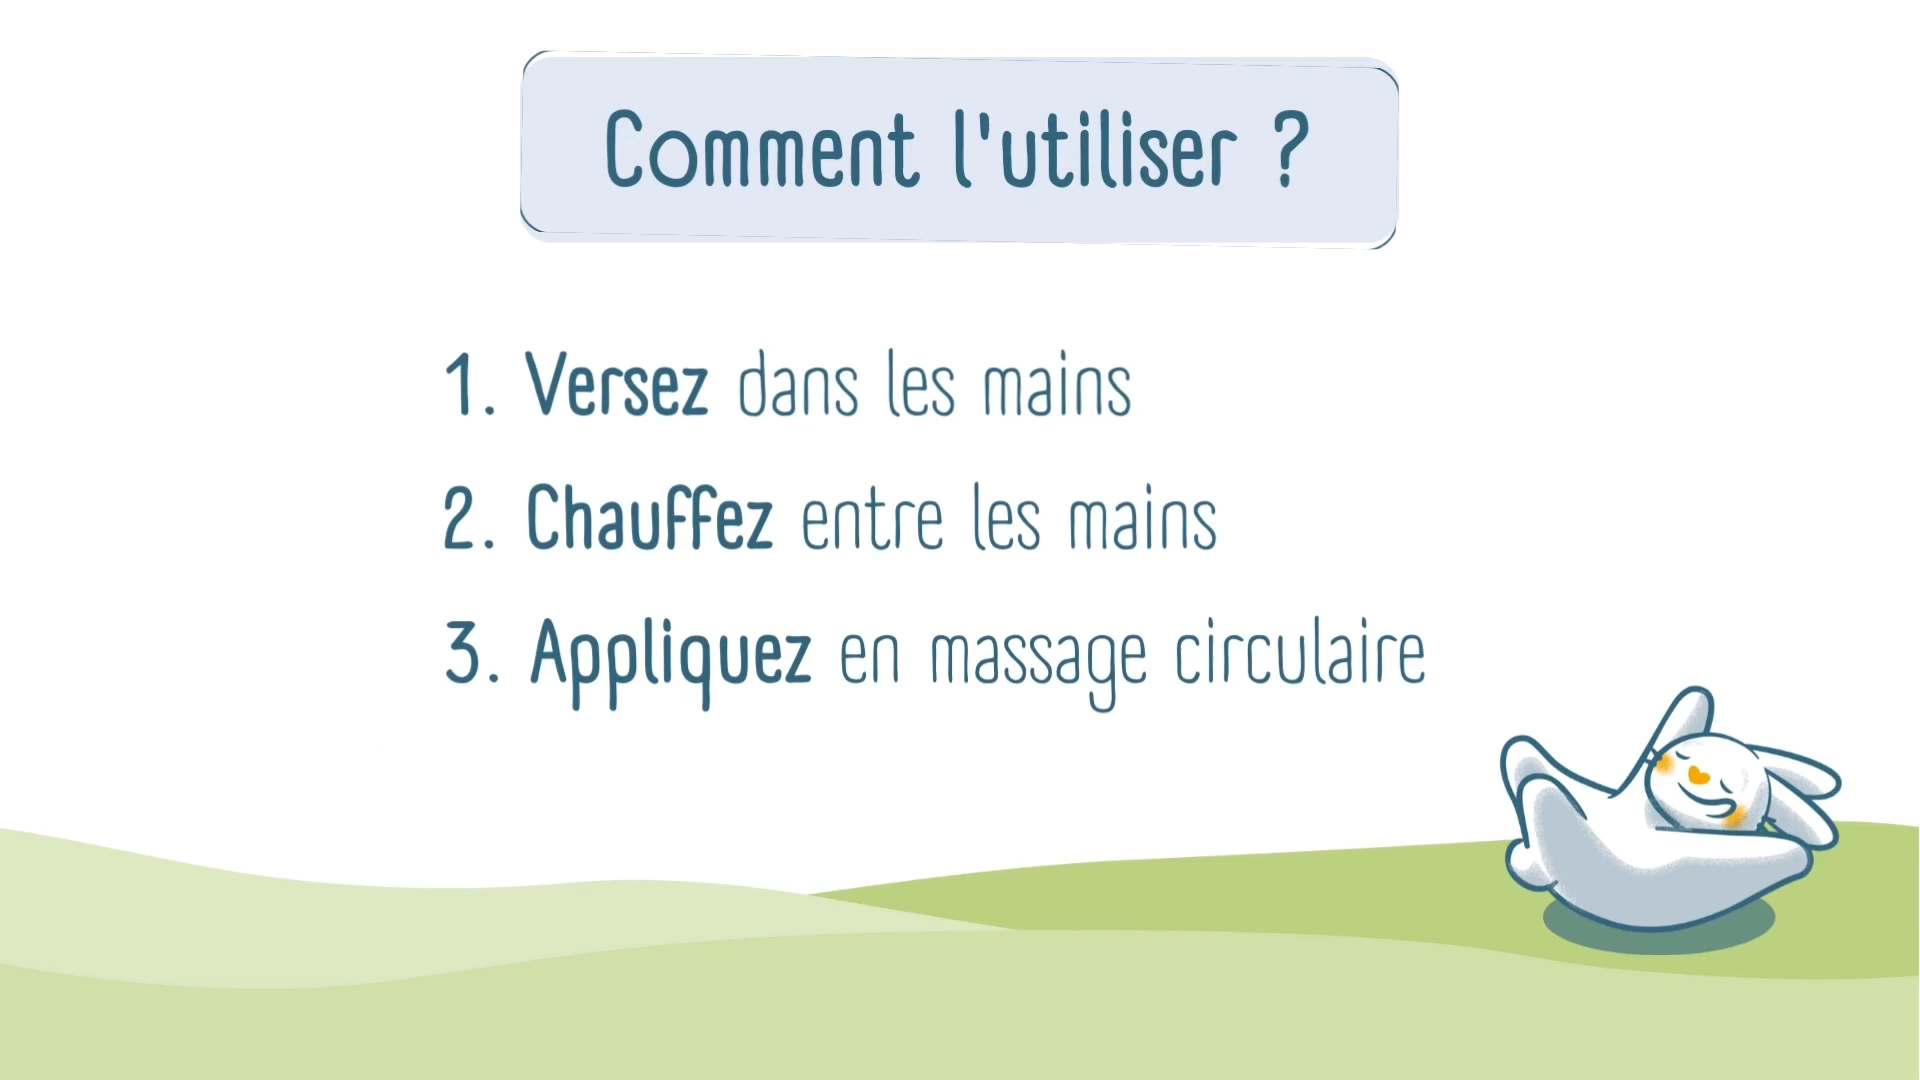 Comment l'utiliser ?
1. Versez dans les mains
2. Chauffez entre les mains
3. Appliquez en massage circulaire